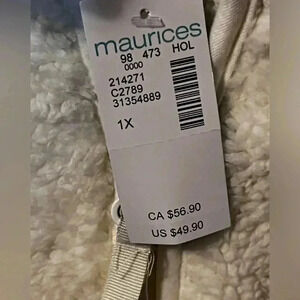 maurices
98 473 HOL
0000
214271
C2789
31354889
1X
CA $56.90
US $49.90